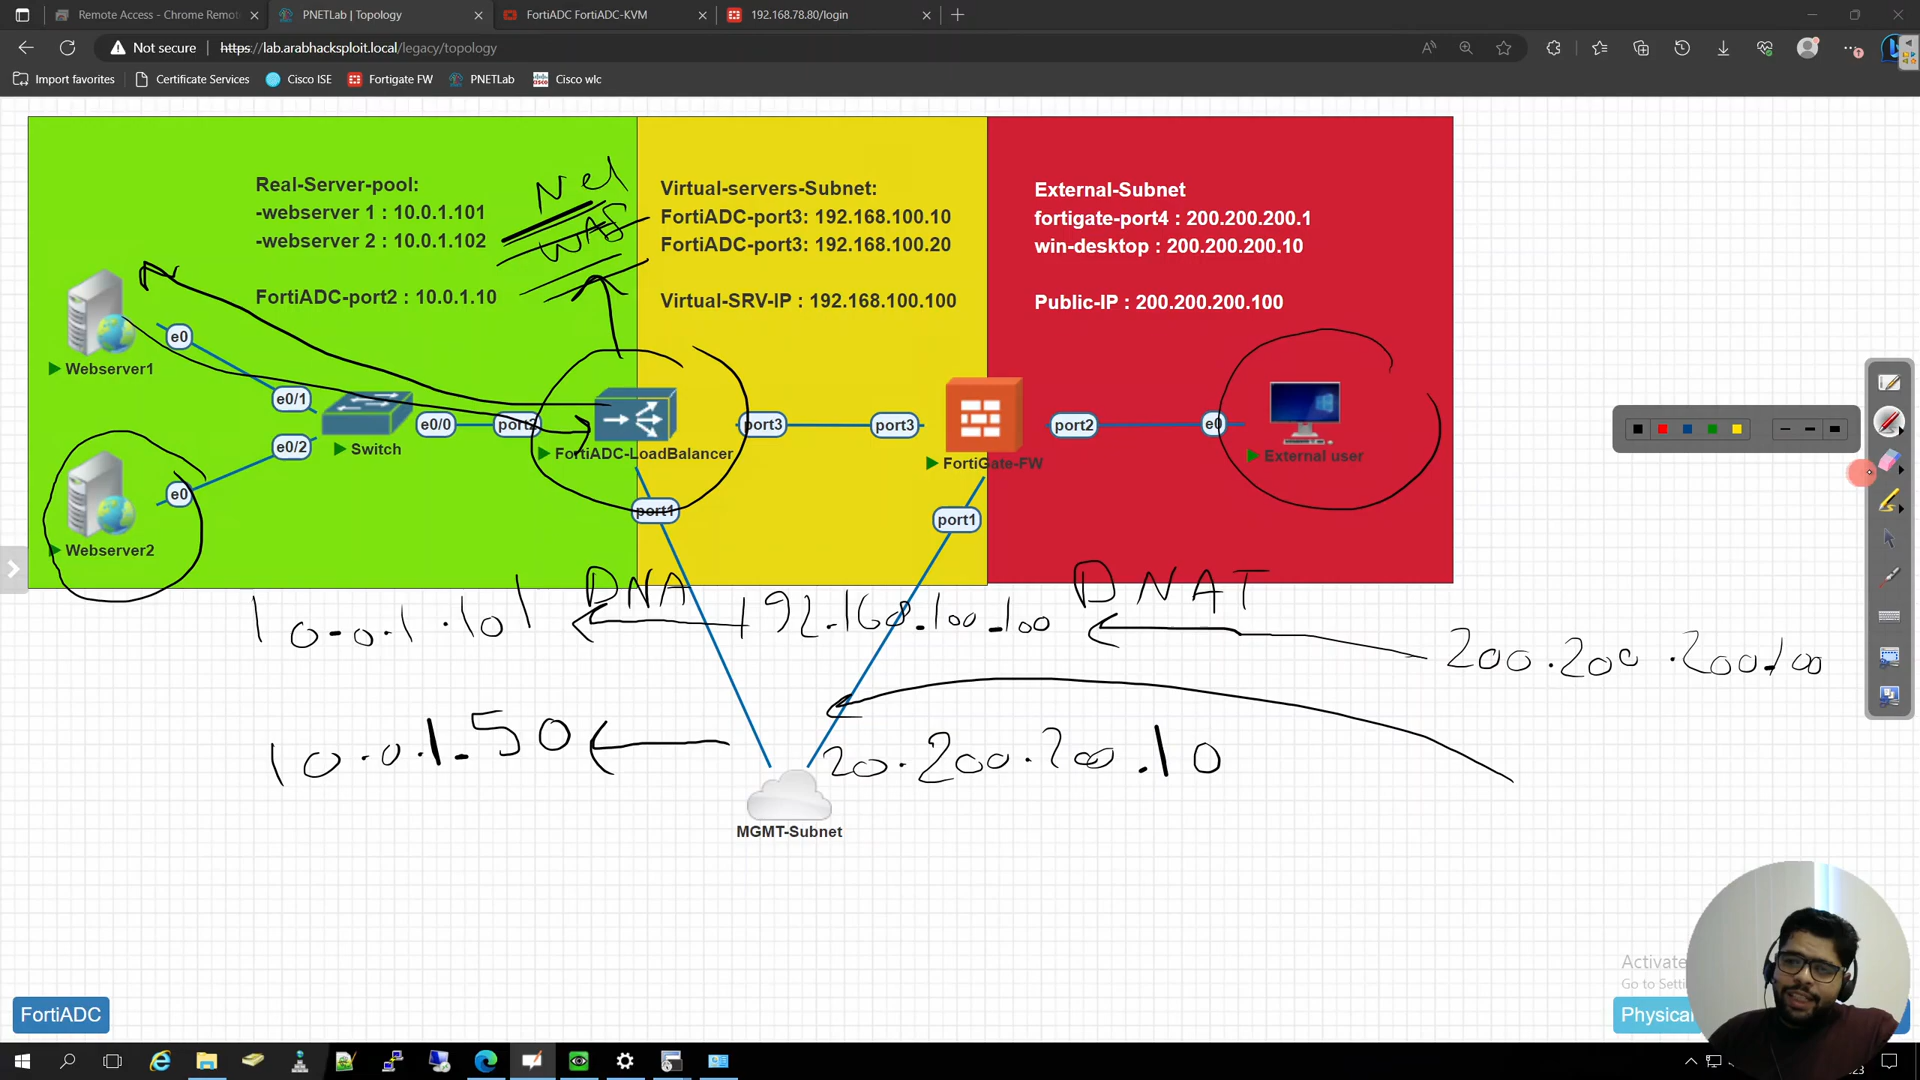 Remote Access - Chrome Remot
PNETLab | Topology
FortiADC FortiADC-KVM
192.168.78.80/login
Not secure
https://lab.arabhacksploit.local/legacy/topology
Import favorites
Certificate Services
Cisco ISE
Fortigate FW
PNETLab
Cisco wlc
Real-Server-pool:
-webserver 1 : 10.0.1.101
-webserver 2 : 10.0.1.102
FortiADC-port2 : 10.0.1.10
WAF
Virtual-servers-Subnet:
FortiADC-port3: 192.168.100.10
FortiADC-port3: 192.168.100.20
Virtual-SRV-IP : 192.168.100.100
External-Subnet
fortigate-port4 : 200.200.200.1
win-desktop : 200.200.200.10
Public-IP : 200.200.200.100
e0
Webserver1
e0/1
Switch
e0/0
port2
FortiADC-LoadBalancer
port3
port3
FortiGate-FW
port2
e0
External user
e0/2
e0
Webserver2
port1
port1
DNA
DNAT
10.0.1.101
192.168.100.100
200.200.200.100
10.0.1.50
20.200.200.10
MGMT-Subnet
Activate
Go to Setti
FortiADC
Physical
23